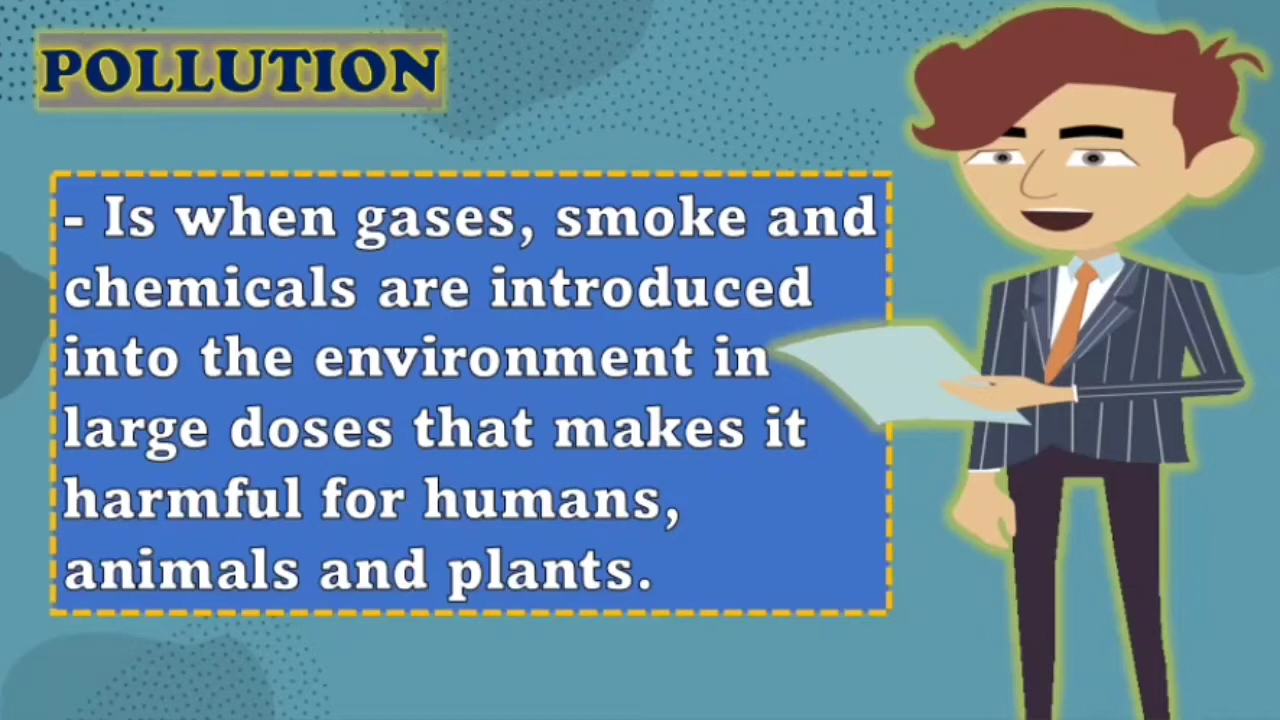 POLLUTION
- Is when gases, smoke and
chemicals are introduced
into the environment in
large doses that makes it
harmful for humans,
animals and plants.